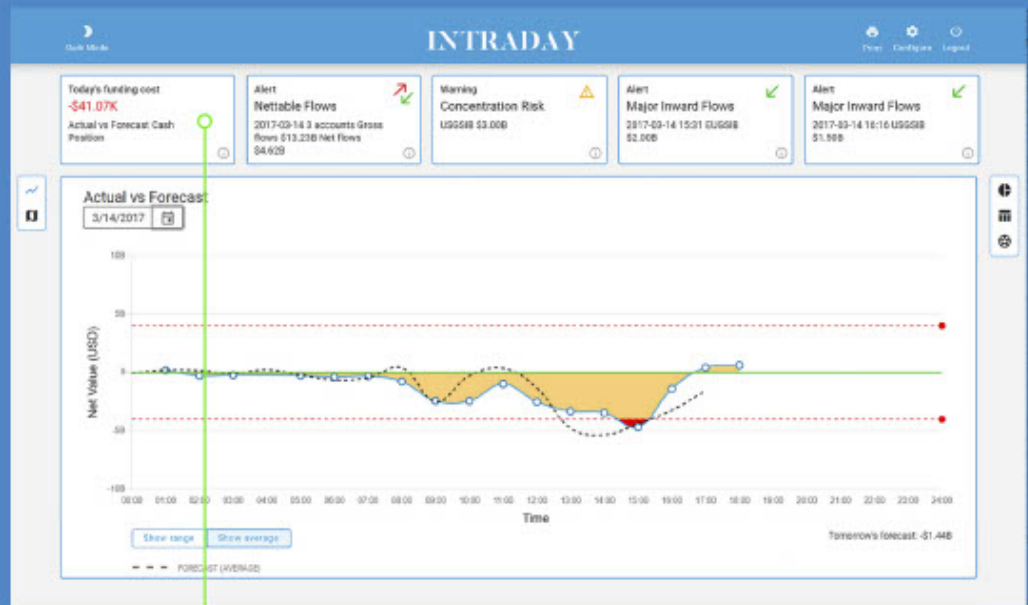 Dark Mode
INTRADAY
Print Configure Logout
Today's funding cost
-$41.07K
Actual vs Forecast Cash
Position
Alert
Nettable Flows
2017-03-14 3 accounts Gross
flows $13.23B Net flows
$4.62B
Warning
Concentration Risk
USGSIB $3.00B
Alert
Major Inward Flows
2017-03-14 15:31 EUGSIB
$2.00B
Alert
Major Inward Flows
2017-03-14 16:16 USGSIB
$1.50B
Actual vs Forecast
3/14/2017
10B
5B
0
-5B
-10B
Net Value (USD)
00:00 01:00 02:00 03:00 04:00 05:00 06:00 07:00 08:00 09:00 10:00 11:00 12:00 13:00 14:00 15:00 16:00 17:00 18:00 19:00 20:00 21:00 22:00 23:00 24:00
Time
Show range Show average
Tomorrow's forecast: -$1.44B
FORECAST (AVERAGE)